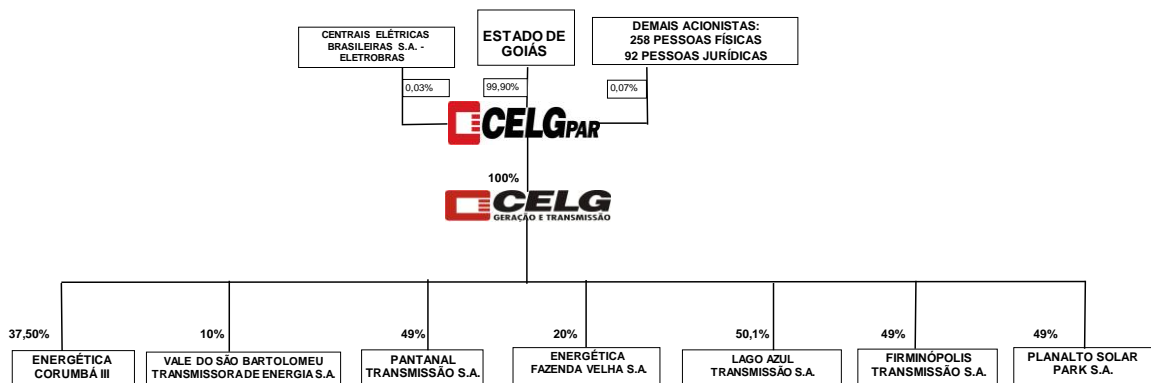 CENTRAIS ELÉTRICAS
BRASILEIRAS S.A. -
ELETROBRAS
ESTADO DE
GOIÁS
DEMAIS ACIONISTAS:
258 PESSOAS FÍSICAS
92 PESSOAS JURÍDICAS
0,03%
99,90%
0,07%
CELGPAR
100%
CELG
GERAÇÃO E TRANSMISSÃO
37,50%
10%
49%
20%
50,1%
49%
49%
ENERGÉTICA
CORUMBÁ III
VALE DO SÃO BARTOLOMEU
TRANSMISSORA DE ENERGIA S.A.
PANTANAL
TRANSMISSÃO S.A.
ENERGÉTICA
FAZENDA VELHA S.A.
LAGO AZUL
TRANSMISSÃO S.A.
FIRMINÓPOLIS
TRANSMISSÃO S.A.
PLANALTO SOLAR
PARK S.A.